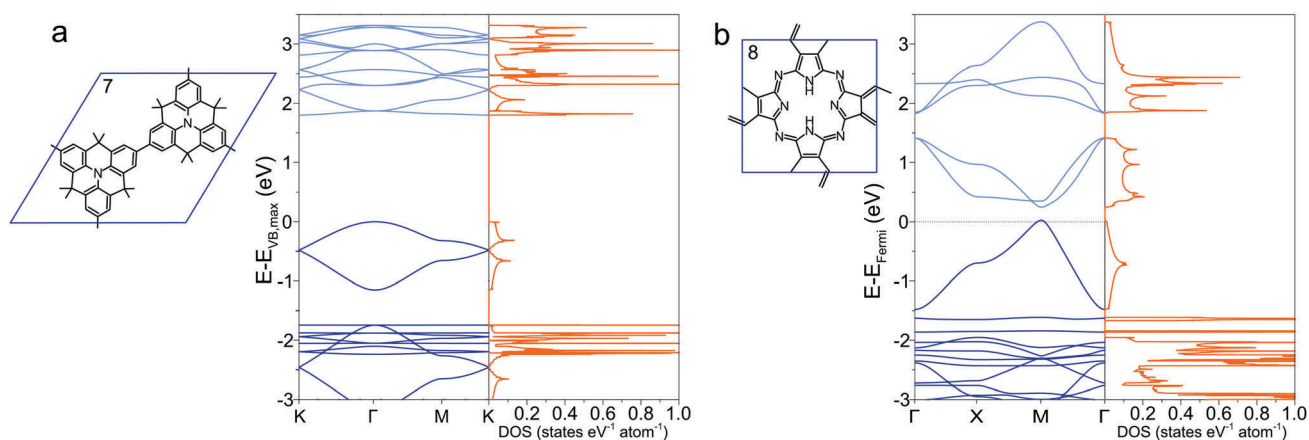 a
7
N
N
E-E_VB,max (eV)
3
2
1
0
-1
-2
-3
K Γ M K
0.2 0.4 0.6 0.8 1.0
DOS (states eV⁻¹ atom⁻¹)
b
8
N N
NH
N N
HN
N N
E-E_Fermi (eV)
3
2
1
0
-1
-2
-3
Γ X M Γ
0.2 0.4 0.6 0.8 1.0
DOS (states eV⁻¹ atom⁻¹)